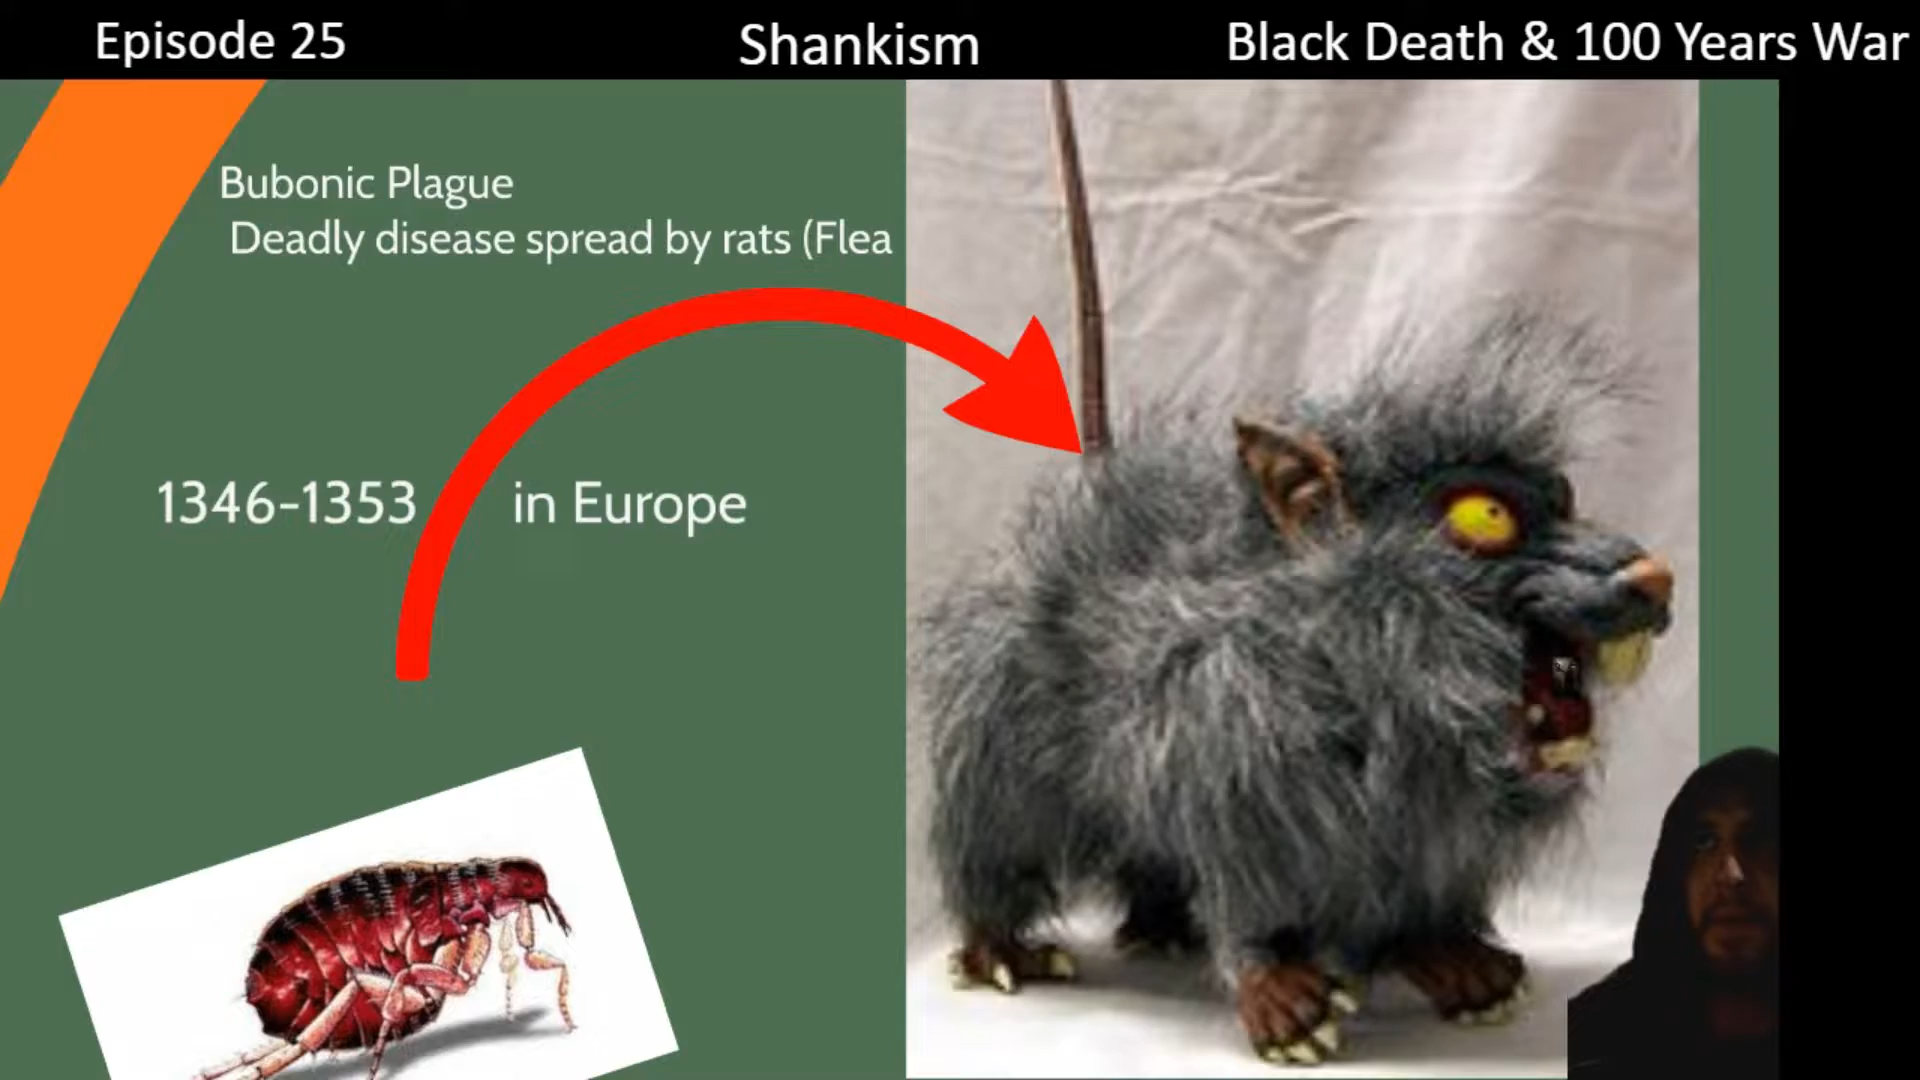 Episode 25
Shankism
Black Death & 100 Years War
Bubonic Plague
Deadly disease spread by rats (Flea
1346-1353 in Europe